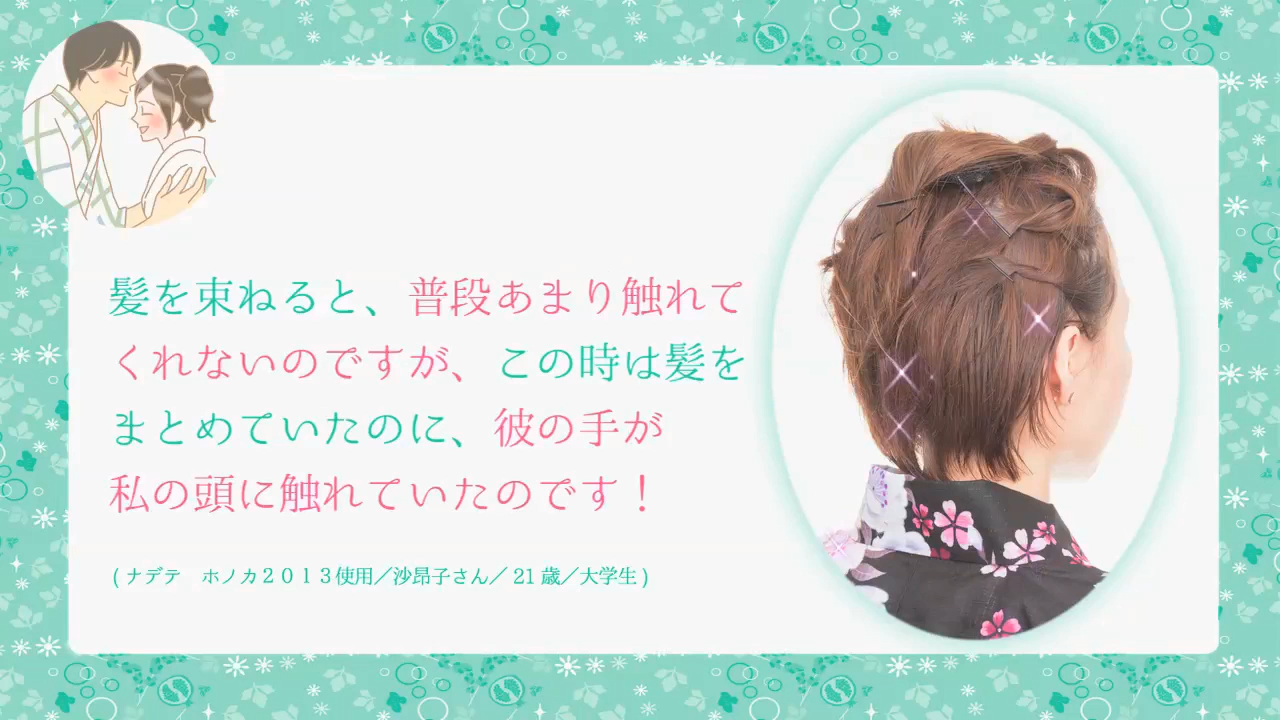 髪を束ねると、普段あまり触れて
くれないのですが、この時は髪を
まとめていたのに、彼の手が
私の頭に触れていたのです！
( ナデテ　ホノカ２０１３使用／沙昂子さん／ 21 歳／大学生 )